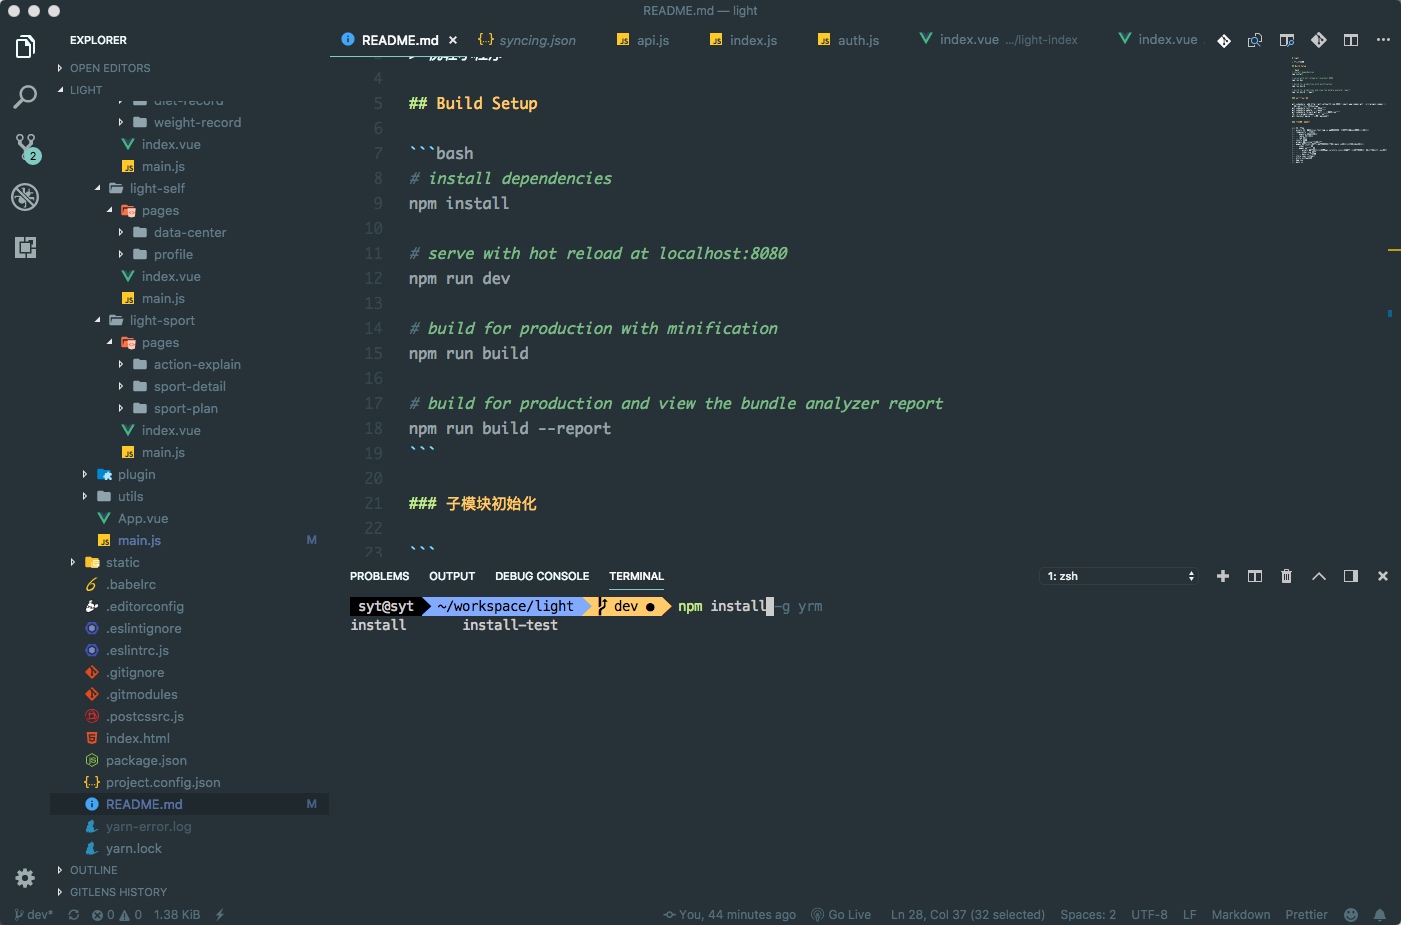 README.md — light
EXPLORER
OPEN EDITORS
LIGHT
diet-record
weight-record
index.vue
main.js
light-self
pages
data-center
profile
index.vue
main.js
light-sport
pages
action-explain
sport-detail
sport-plan
index.vue
main.js
plugin
utils
App.vue
main.js M
static
.babelrc
.editorconfig
.eslintignore
.eslintrc.js
.gitignore
.gitmodules
.postcssrc.js
index.html
package.json
project.config.json
README.md M
yarn-error.log
yarn.lock
OUTLINE
GITLENS HISTORY
2
README.md × syncing.json api.js index.js auth.js index.vue .../light-index index.vue
4
5 ## Build Setup
6
7 ```bash
8 # install dependencies
9 npm install
10
11 # serve with hot reload at localhost:8080
12 npm run dev
13
14 # build for production with minification
15 npm run build
16
17 # build for production and view the bundle analyzer report
18 npm run build --report
19 ```
20
21 ### 子模块初始化
22
23 ```
PROBLEMS OUTPUT DEBUG CONSOLE TERMINAL 1: zsh
syt@syt ~/workspace/light dev ● npm install -g yrm
install install-test
dev* 0 0 1.38 KiB You, 44 minutes ago Go Live Ln 28, Col 37 (32 selected) Spaces: 2 UTF-8 LF Markdown Prettier